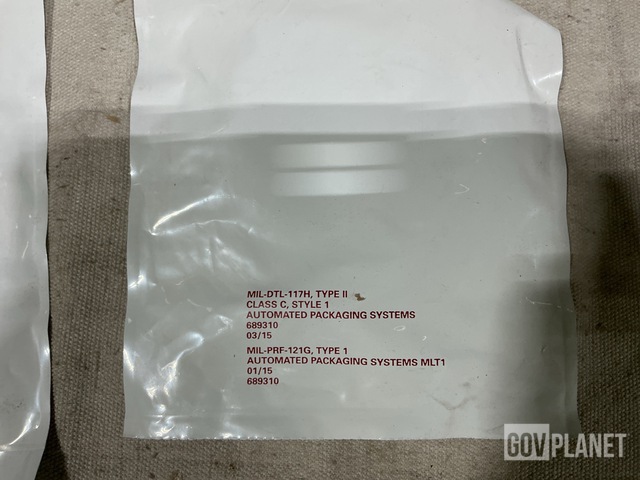 MIL-DTL-117H, TYPE II
CLASS C, STYLE 1
AUTOMATED PACKAGING SYSTEMS
689310
03/15
MIL-PRF-121G, TYPE 1
AUTOMATED PACKAGING SYSTEMS MLT1
01/15
689310
GOVPLANET